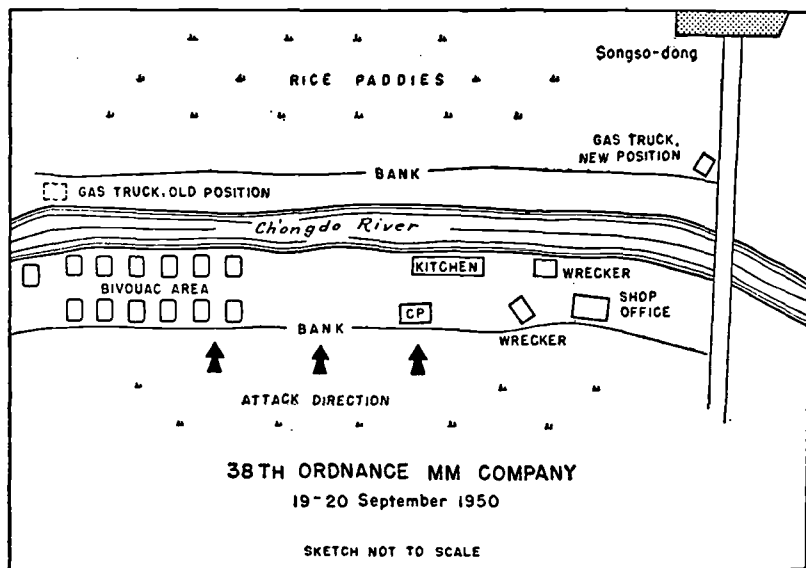 Songso-dong
RICE PADDIES
GAS TRUCK,
NEW POSITION
BANK
GAS TRUCK, OLD POSITION
Ch'ongdo River
KITCHEN
WRECKER
BIVOUAC AREA
SHOP
OFFICE
CP
BANK
WRECKER
ATTACK DIRECTION
38TH ORDNANCE MM COMPANY
19-20 September 1950
SKETCH NOT TO SCALE